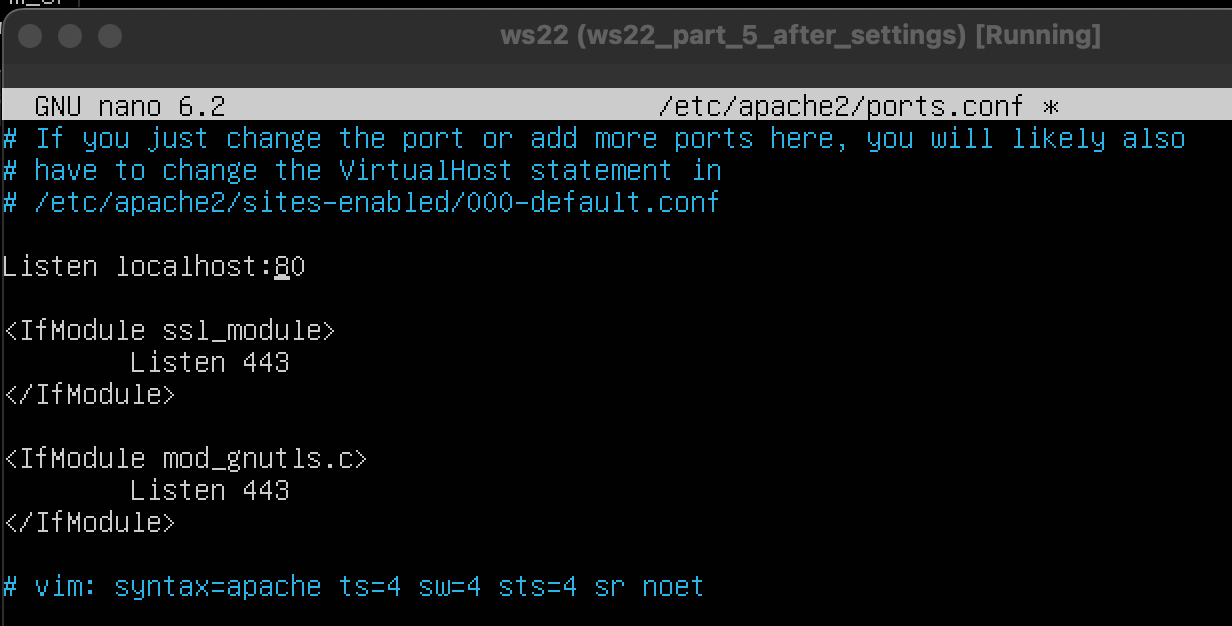 ws22 (ws22_part_5_after_settings) [Running]
GNU nano 6.2 /etc/apache2/ports.conf *
# If you just change the port or add more ports here, you will likely also
# have to change the VirtualHost statement in
# /etc/apache2/sites-enabled/000-default.conf
Listen localhost:80
<IfModule ssl_module>
Listen 443
</IfModule>
<IfModule mod_gnutls.c>
Listen 443
</IfModule>
# vim: syntax=apache ts=4 sw=4 sts=4 sr noet